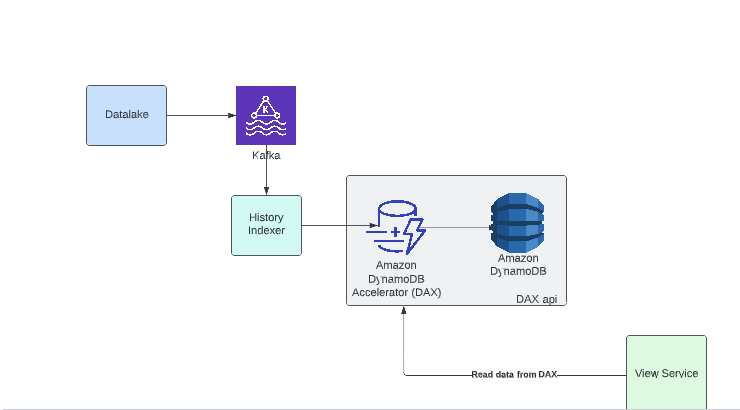 Datalake
K
Kafka
History
Indexer
Amazon
DynamoDB
Accelerator (DAX)
Amazon
DynamoDB
DAX api
Read data from DAX
View Service